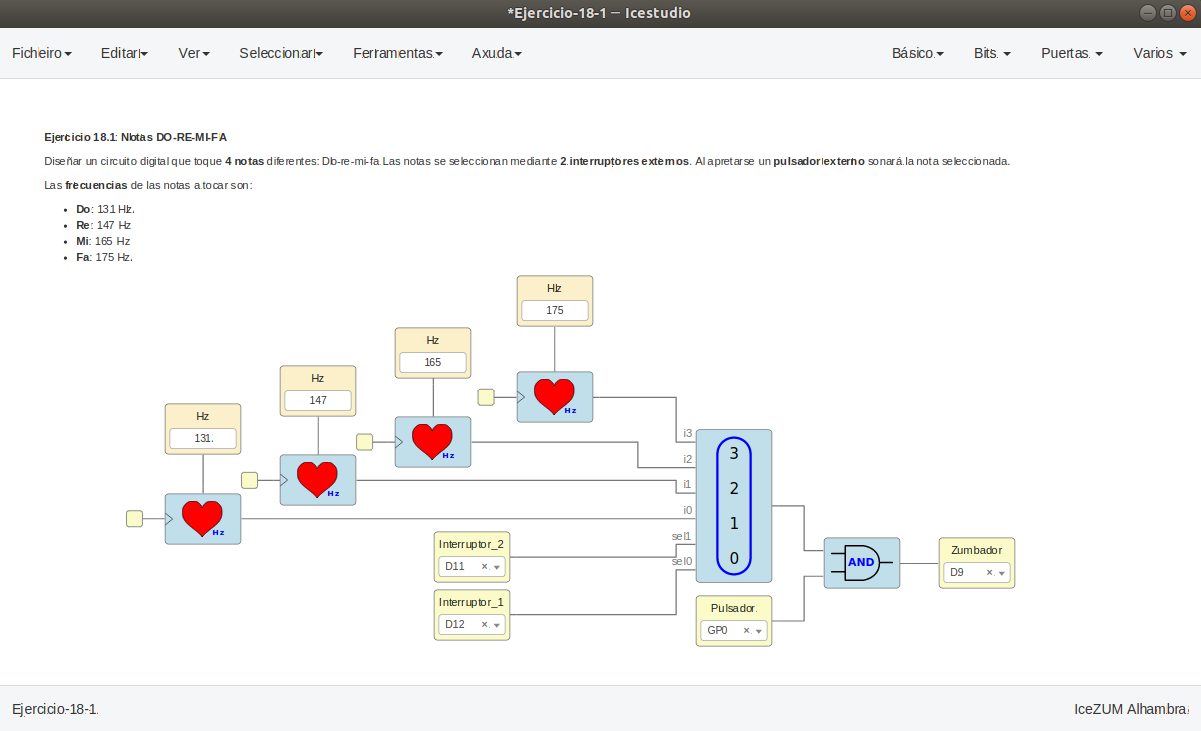 *Ejercicio-18-1 – Icestudio
Ficheiro Editar Ver Seleccionar Ferramentas Axuda Básico Bits Puertas Varios
Ejercicio 18.1: Notas DO-RE-MI-FA
Diseñar un circuito digital que toque 4 notas diferentes: Do-re-mi-fa.Las notas se seleccionan mediante 2 interruptores externos. Al apretarse un pulsador externo sonará la nota seleccionada.
Las frecuencias de las notas a tocar son:
• Do: 131 Hz.
• Re: 147 Hz
• Mi: 165 Hz
• Fa: 175 Hz.
Hz
175
Hz
165
Hz
147
Hz
131
Hz
Hz
Hz
Hz
i3
i2
i1
i0
sel1
sel0
3
2
1
0
Interruptor_2
D11 ×
Interruptor_1
D12 ×
Pulsador
GP0 ×
AND
Zumbador
D9 ×
Ejercicio-18-1 IceZUM Alhambra